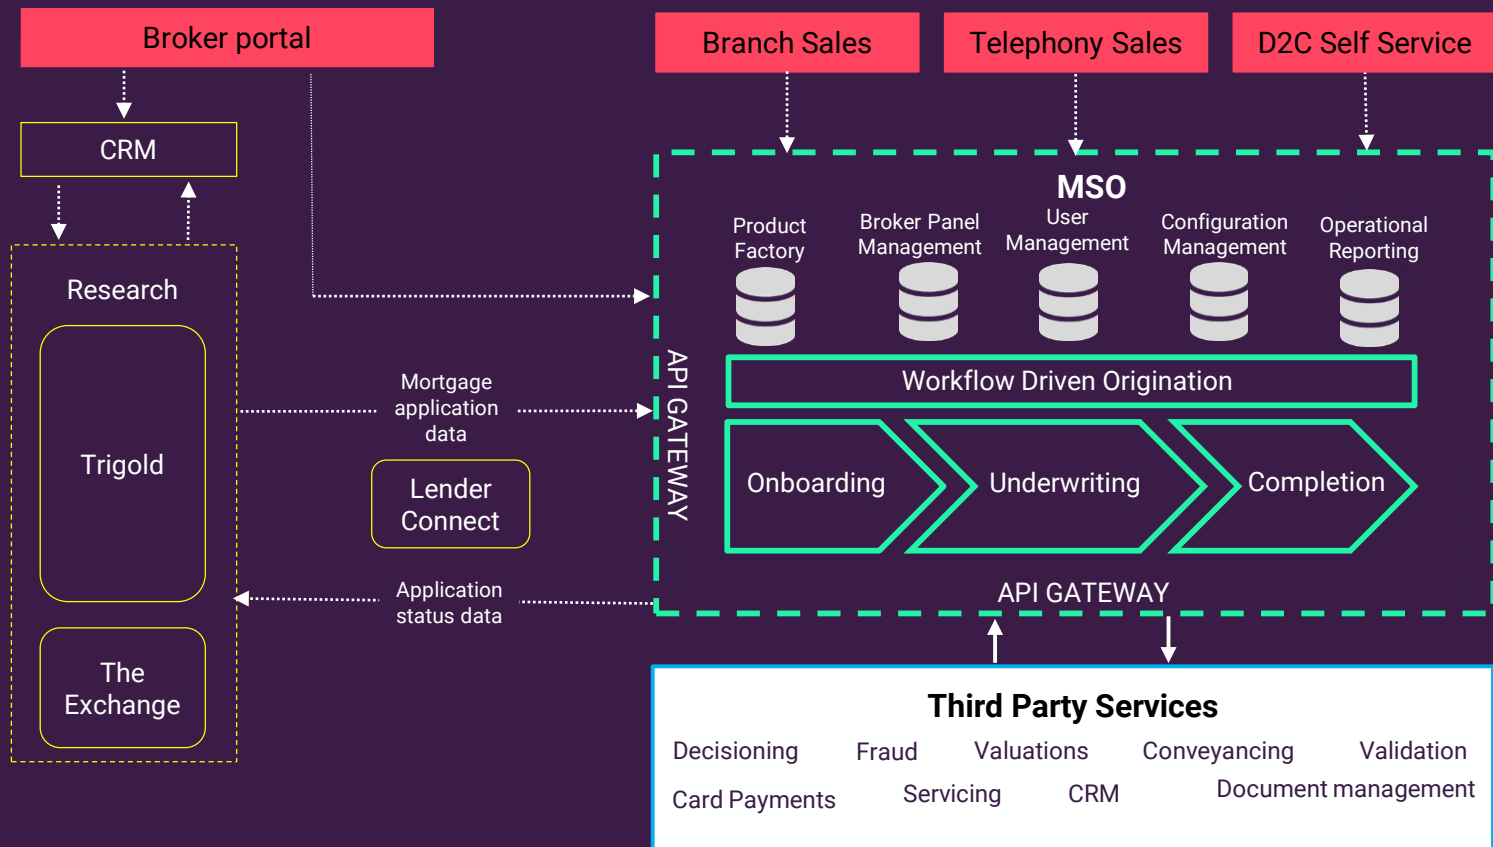 Broker portal
Branch Sales
Telephony Sales
D2C Self Service
CRM
Research
Trigold
The
Exchange
Mortgage
application
data
Lender
Connect
Application
status data
MSO
Product
Factory
Broker Panel
Management
User
Management
Configuration
Management
Operational
Reporting
API GATEWAY
Workflow Driven Origination
Onboarding
Underwriting
Completion
API GATEWAY
Third Party Services
Decisioning
Fraud
Valuations
Conveyancing
Validation
Card Payments
Servicing
CRM
Document management